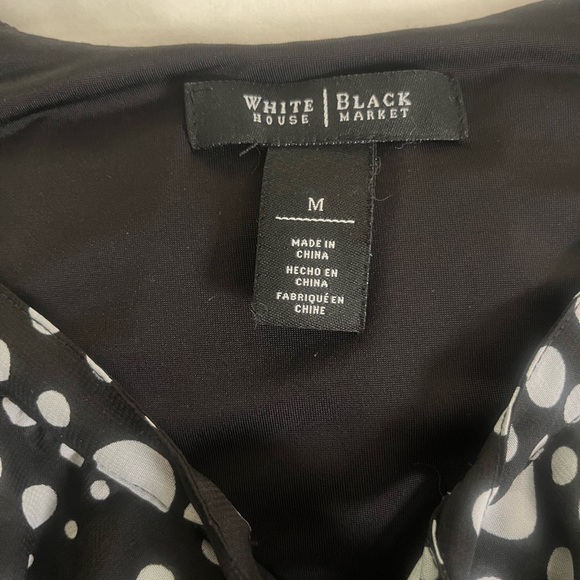 WHITE | BLACK
HOUSE | MARKET
M
MADE IN
CHINA
HECHO EN
CHINA
FABRIQUÉ EN
CHINE